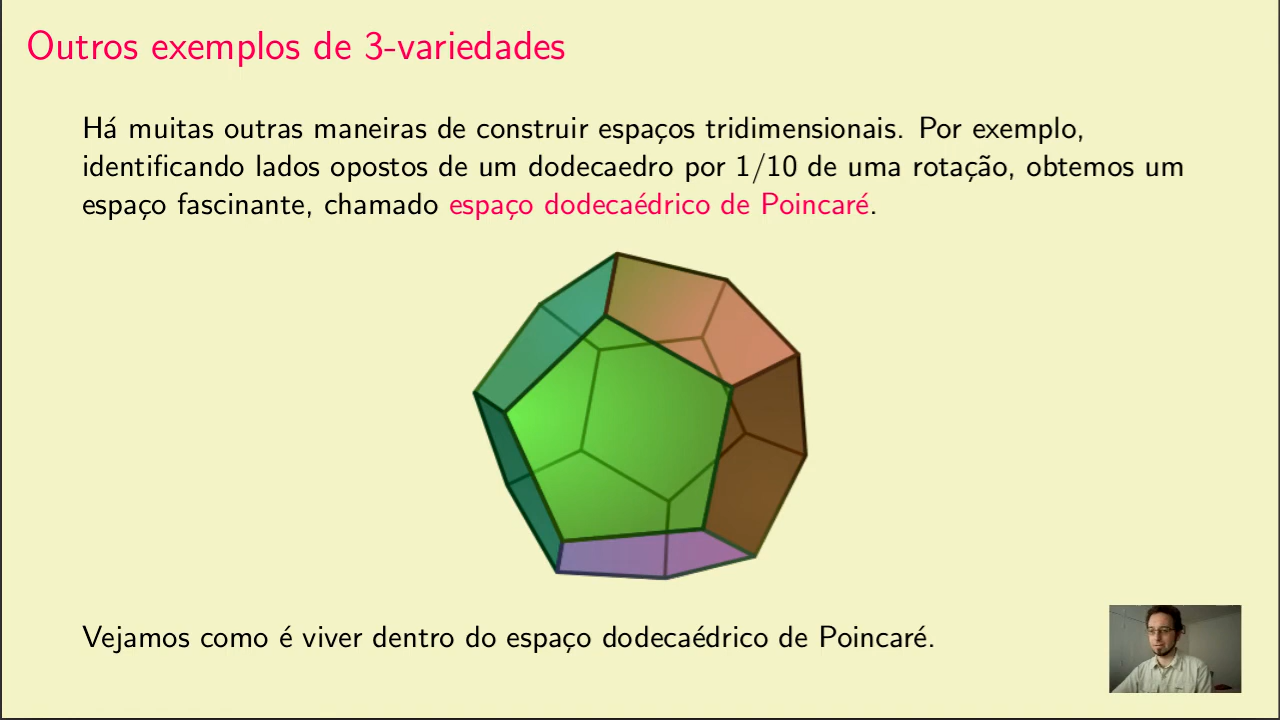 Outros exemplos de 3-variedades
Há muitas outras maneiras de construir espaços tridimensionais. Por exemplo,
identificando lados opostos de um dodecaedro por 1/10 de uma rotação, obtemos um
espaço fascinante, chamado espaço dodecaédrico de Poincaré.
Vejamos como é viver dentro do espaço dodecaédrico de Poincaré.